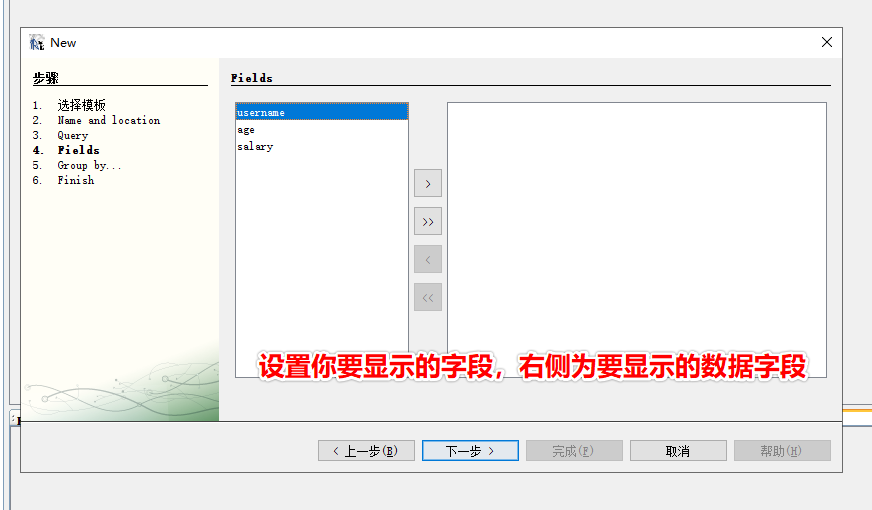 New
步骤
1. 选择模板
2. Name and location
3. Query
4. Fields
5. Group by...
6. Finish
Fields
username
age
salary
>
>>
<
<<
设置你要显示的字段，右侧为要显示的数据字段
< 上一步(B)
下一步 >
完成(F)
取消
帮助(H)